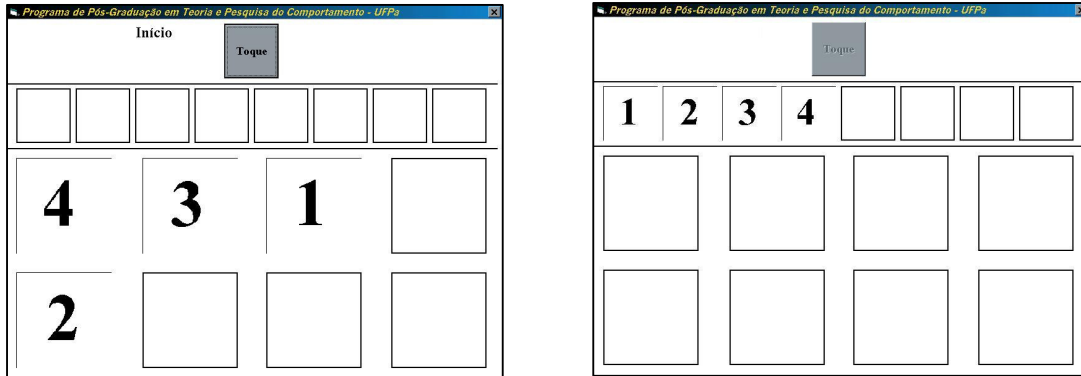 Programa de Pós-Graduação em Teoria e Pesquisa do Comportamento - UFPa
Início
Toque
4 3 1
2
Programa de Pós-Graduação em Teoria e Pesquisa do Comportamento - UFPa
Toque
1 2 3 4